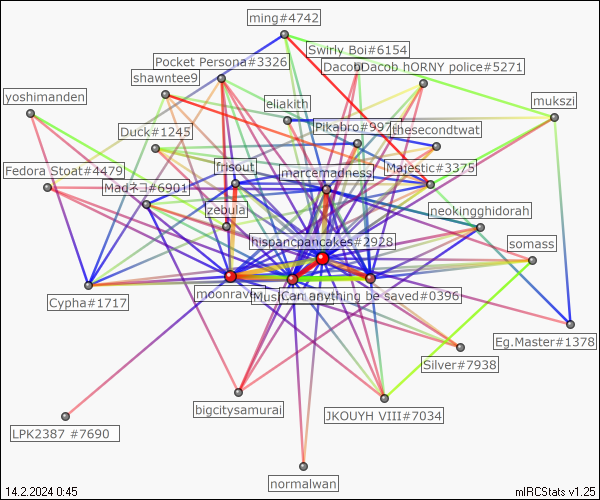 ming#4742
Swirly Boi#6154
Pocket Persona#3326
DacobDacob hORNY police#5271
shawntee9
yoshimanden
eliakith
mukszi
Duck#1245
Pikabro#997
thesecondtwat
Fedora Stoat#4479
frisout
marcemadness
Majestic#3375
Madネコ#6901
zebula
neokingghidorah
hispancpancakes#2928
somass
moonravi
Can anything be saved#0396
Cypha#1717
Eg.Master#1378
Silver#7938
bigcitysamurai
JKOUYH VIII#7034
LPK2387 #7690
normalwan
14.2.2024 0:45
mIRCStats v1.25